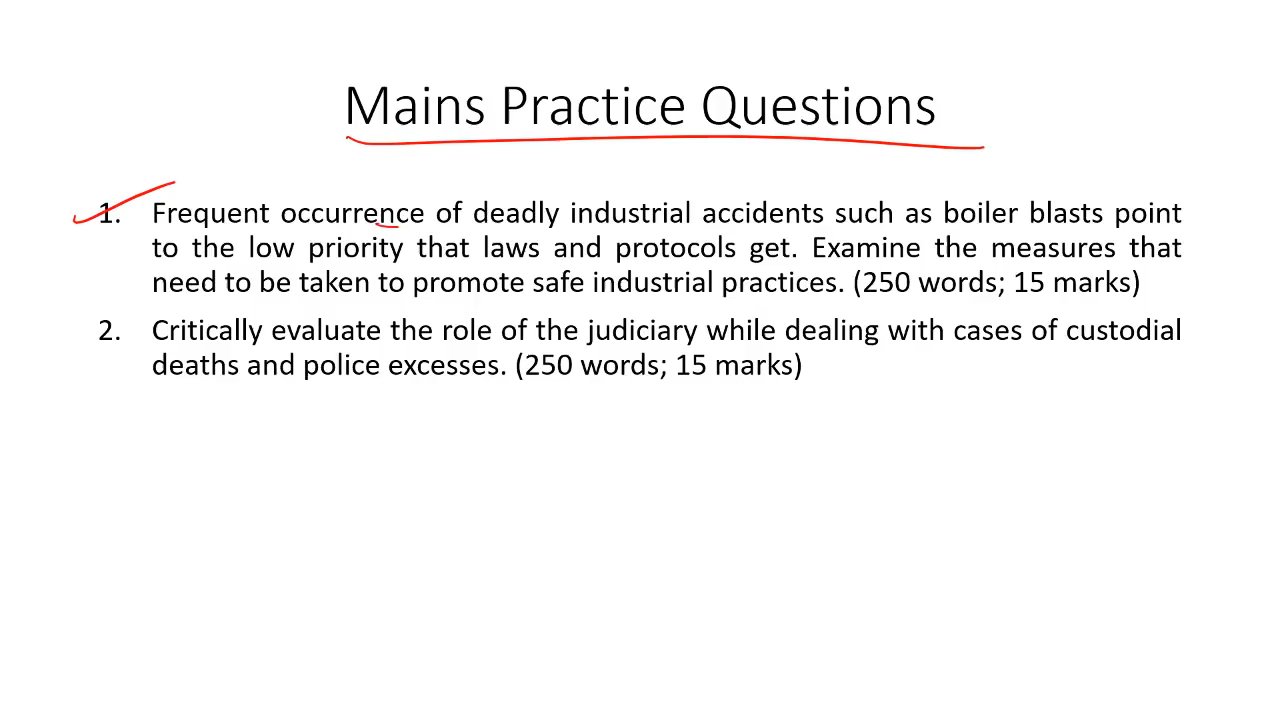 Mains Practice Questions
1. Frequent occurrence of deadly industrial accidents such as boiler blasts point
to the low priority that laws and protocols get. Examine the measures that
need to be taken to promote safe industrial practices. (250 words; 15 marks)
2. Critically evaluate the role of the judiciary while dealing with cases of custodial
deaths and police excesses. (250 words; 15 marks)